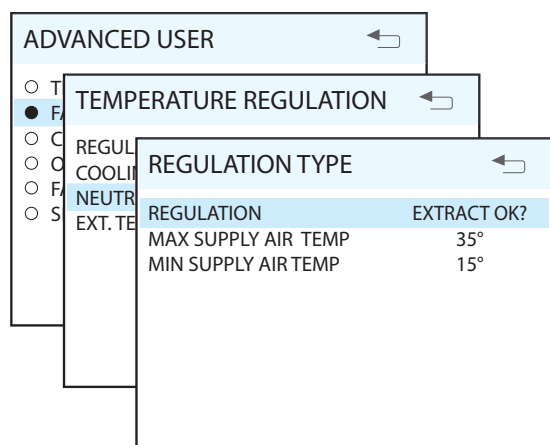 ADVANCED USER
T
F
C
O
F
S
TEMPERATURE REGULATION
REGUL
COOLI
NEUTR
EXT. TE
REGULATION TYPE
REGULATION EXTRACT OK?
MAX SUPPLY AIR TEMP 35°
MIN SUPPLY AIR TEMP 15°